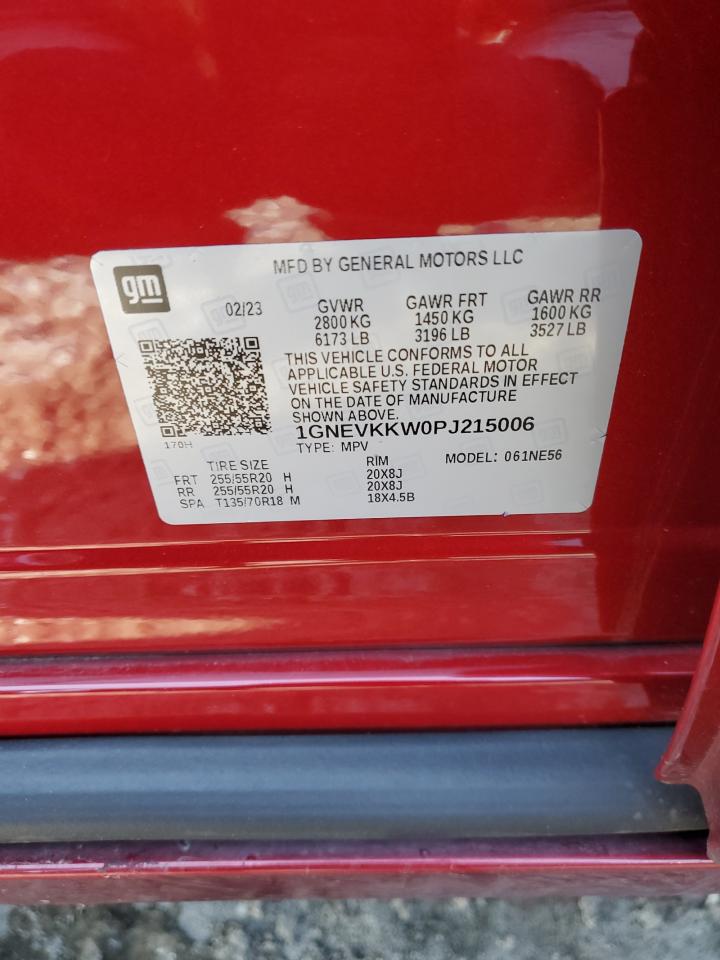 gm
MFD BY GENERAL MOTORS LLC
02/23 GVWR GAWR FRT GAWR RR
2800 KG 1450 KG 1600 KG
6173 LB 3196 LB 3527 LB
THIS VEHICLE CONFORMS TO ALL
APPLICABLE U.S. FEDERAL MOTOR
VEHICLE SAFETY STANDARDS IN EFFECT
ON THE DATE OF MANUFACTURE
SHOWN ABOVE.
170H
1GNEVKKW0PJ215006
TYPE: MPV MODEL: 061NE56
TIRE SIZE RIM
FRT 255/55R20 H 20X8J
RR 255/55R20 H 20X8J
SPA T135/70R18 M 18X4.5B